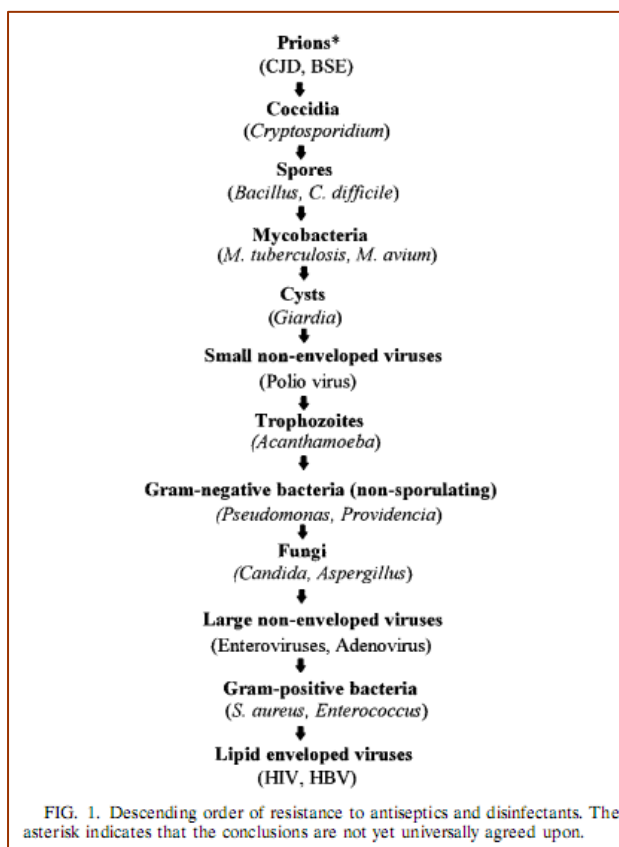 Prions*
(CJD, BSE)
Coccidia
(Cryptosporidium)
Spores
(Bacillus, C. difficile)
Mycobacteria
(M. tuberculosis, M. avium)
Cysts
(Giardia)
Small non-enveloped viruses
(Polio virus)
Trophozoites
(Acanthamoeba)
Gram-negative bacteria (non-sporulating)
(Pseudomonas, Providencia)
Fungi
(Candida, Aspergillus)
Large non-enveloped viruses
(Enteroviruses, Adenovirus)
Gram-positive bacteria
(S. aureus, Enterococcus)
Lipid enveloped viruses
(HIV, HBV)
FIG. 1. Descending order of resistance to antiseptics and disinfectants. The
asterisk indicates that the conclusions are not yet universally agreed upon.